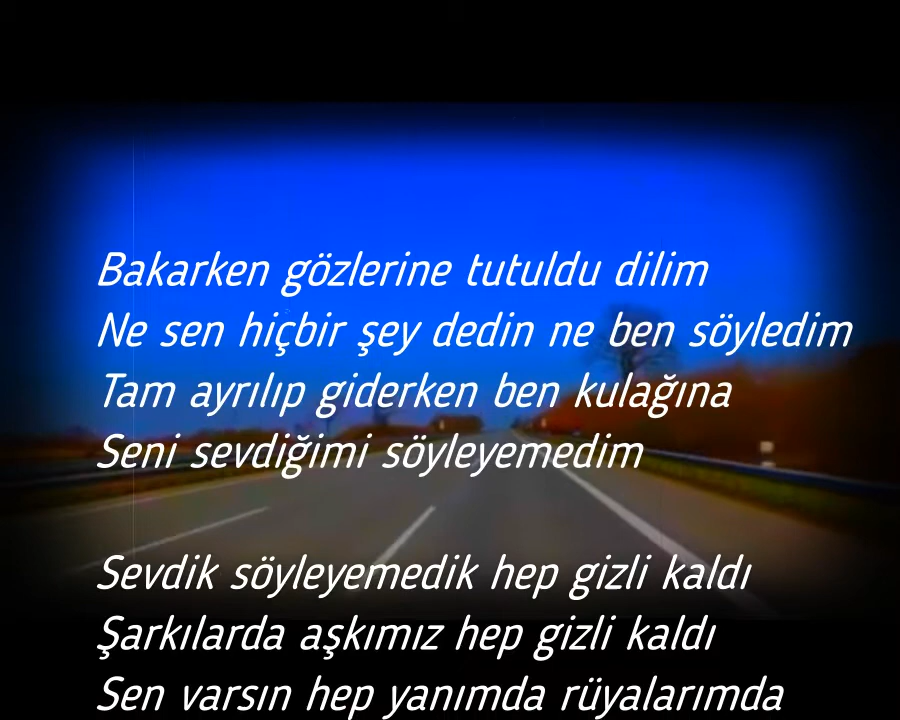 Bakarken gözlerine tutuldu dilim
Ne sen hiçbir şey dedin ne ben söyledim
Tam ayrılıp giderken ben kulağına
Seni sevdiğimi söyleyemedim
Sevdik söyleyemedik hep gizli kaldı
Şarkılarda aşkımız hep gizli kaldı
Sen varsın hep yanımda rüyalarımda